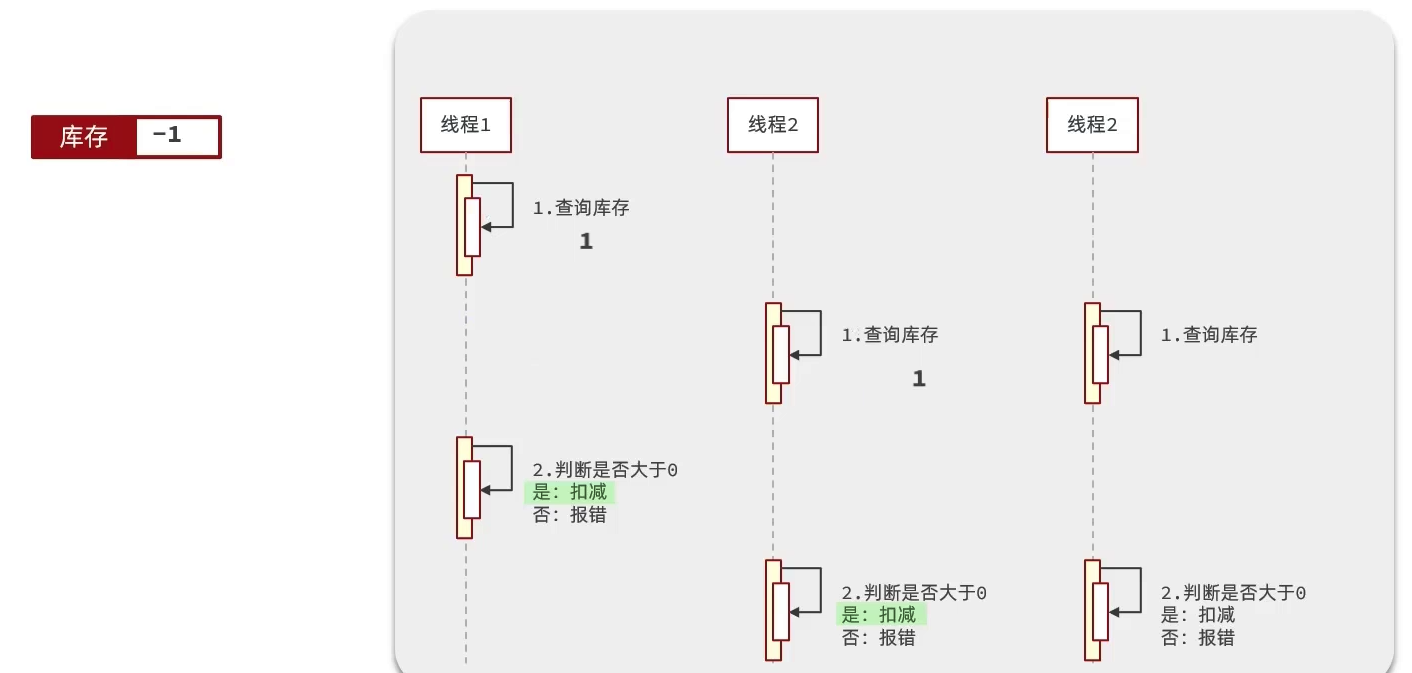 库存 -1
线程1
线程2
线程2
1.查询库存
1
1.查询库存
1
1.查询库存
2.判断是否大于0
是：扣减
否：报错
2.判断是否大于0
是：扣减
否：报错
2.判断是否大于0
是：扣减
否：报错